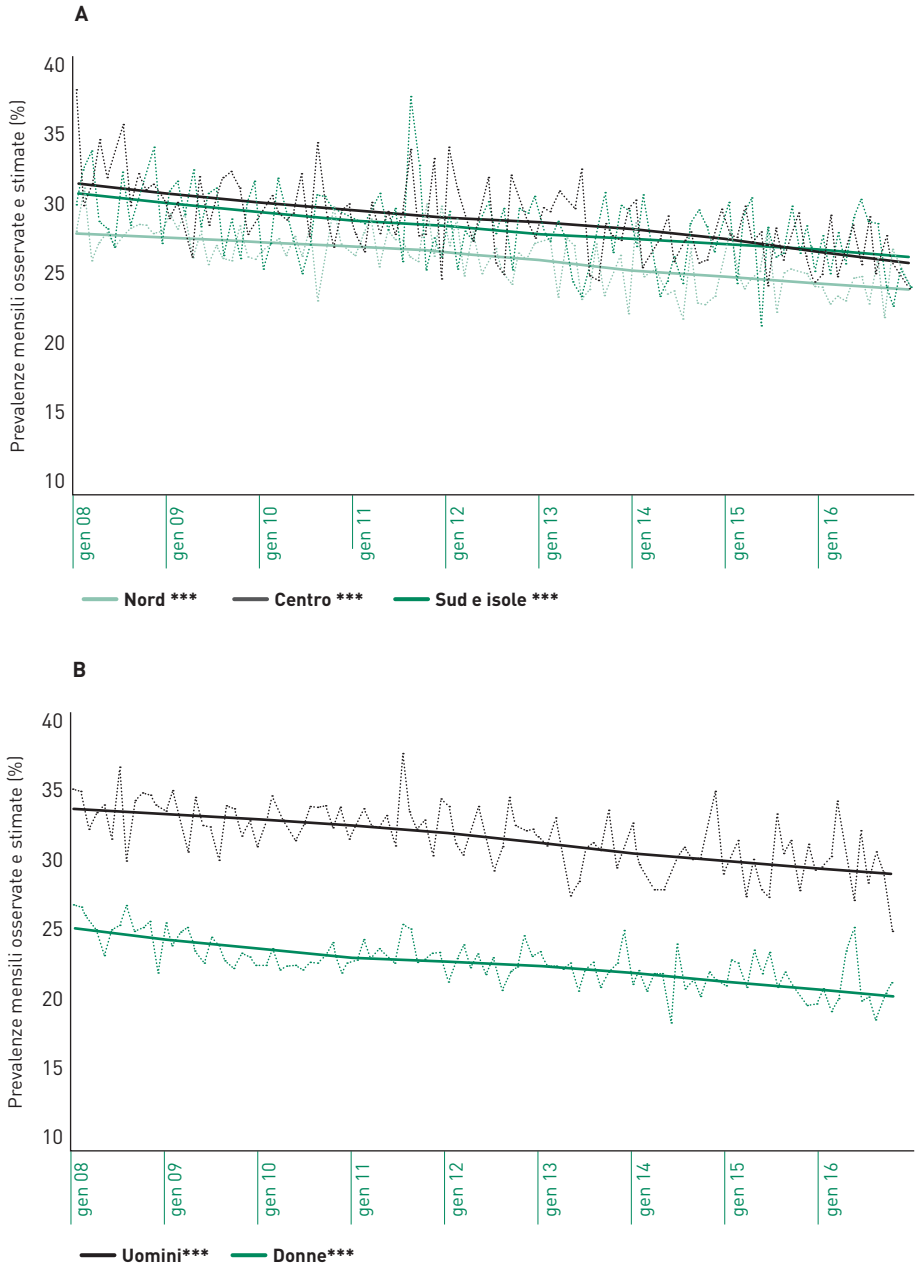 A
Prevalenze mensili osservate e stimate (%)
40
35
30
25
20
15
10
gen 08
gen 09
gen 10
gen 11
gen 12
gen 13
gen 14
gen 15
gen 16
Nord *** Centro *** Sud e isole ***
B
Prevalenze mensili osservate e stimate (%)
40
35
30
25
20
15
10
gen 08
gen 09
gen 10
gen 11
gen 12
gen 13
gen 14
gen 15
gen 16
Uomini*** Donne***